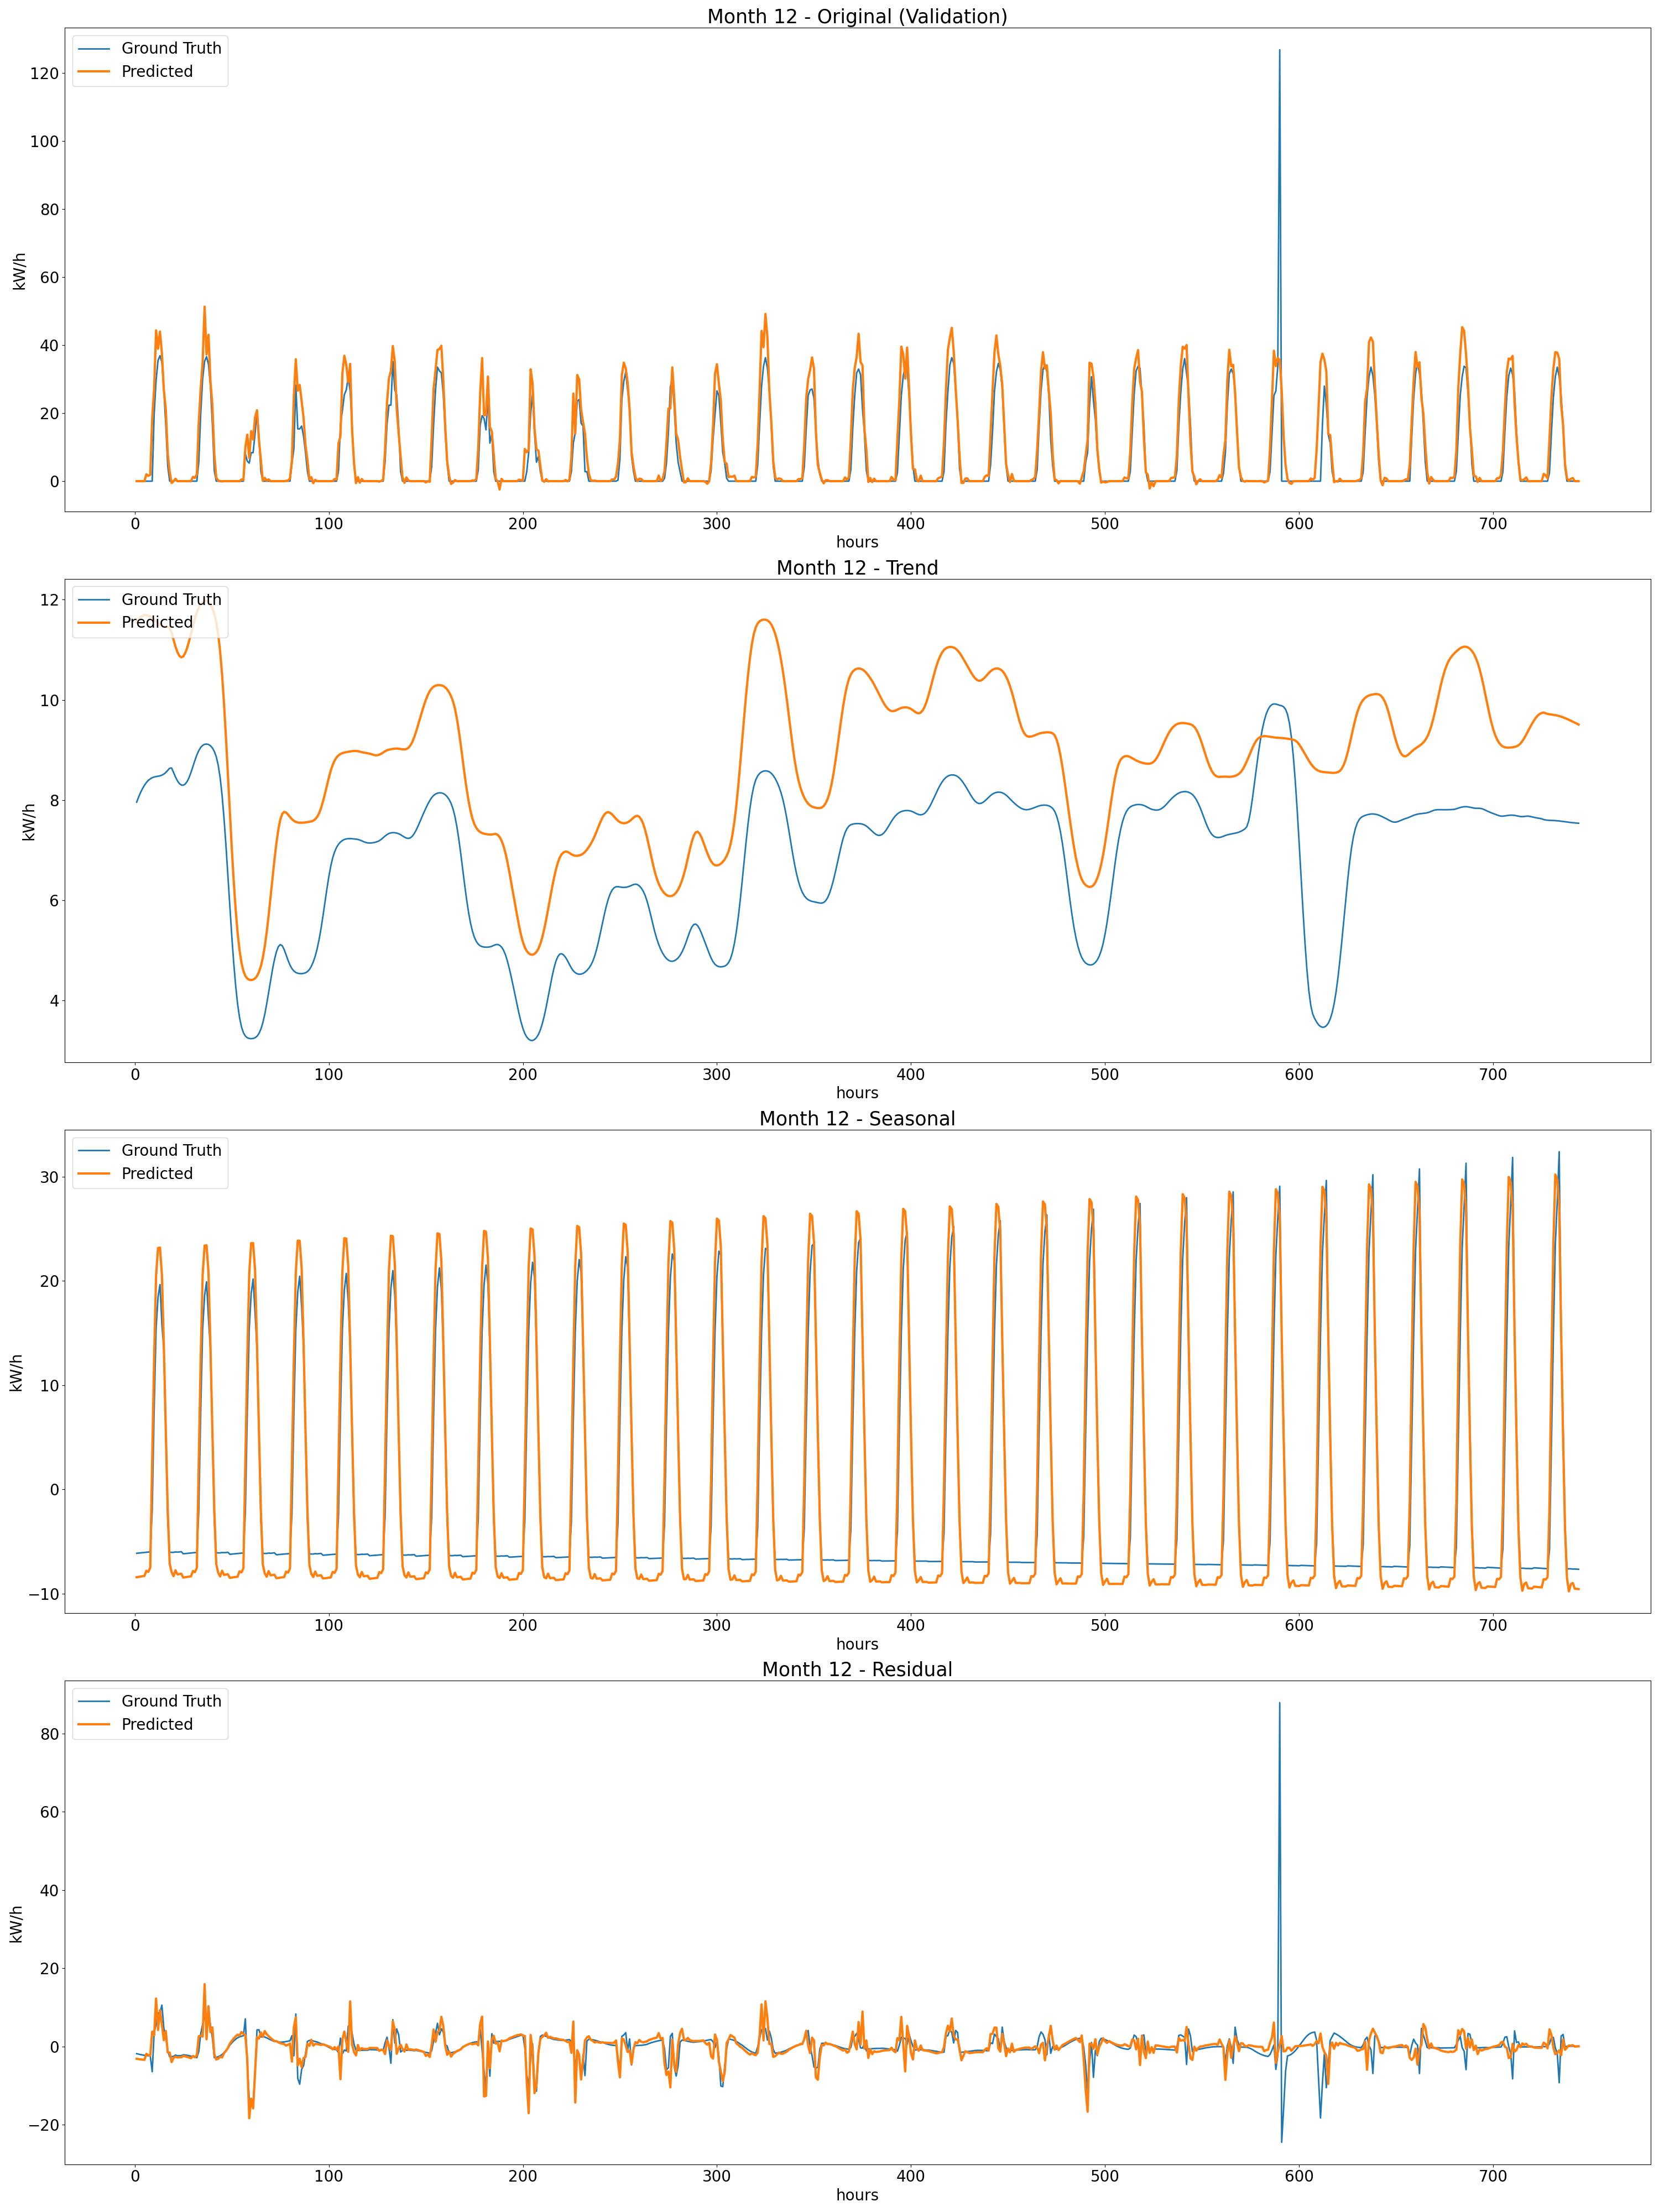 Month 12 - Original (Validation)
Ground Truth
Predicted
kW/h
120
100
80
60
40
20
0
0 100 200 300 400 500 600 700
hours
Month 12 - Trend
Ground Truth
Predicted
kW/h
12
10
8
6
4
0 100 200 300 400 500 600 700
hours
Month 12 - Seasonal
Ground Truth
Predicted
kW/h
30
20
10
0
−10
0 100 200 300 400 500 600 700
hours
Month 12 - Residual
Ground Truth
Predicted
kW/h
80
60
40
20
0
−20
0 100 200 300 400 500 600 700
hours